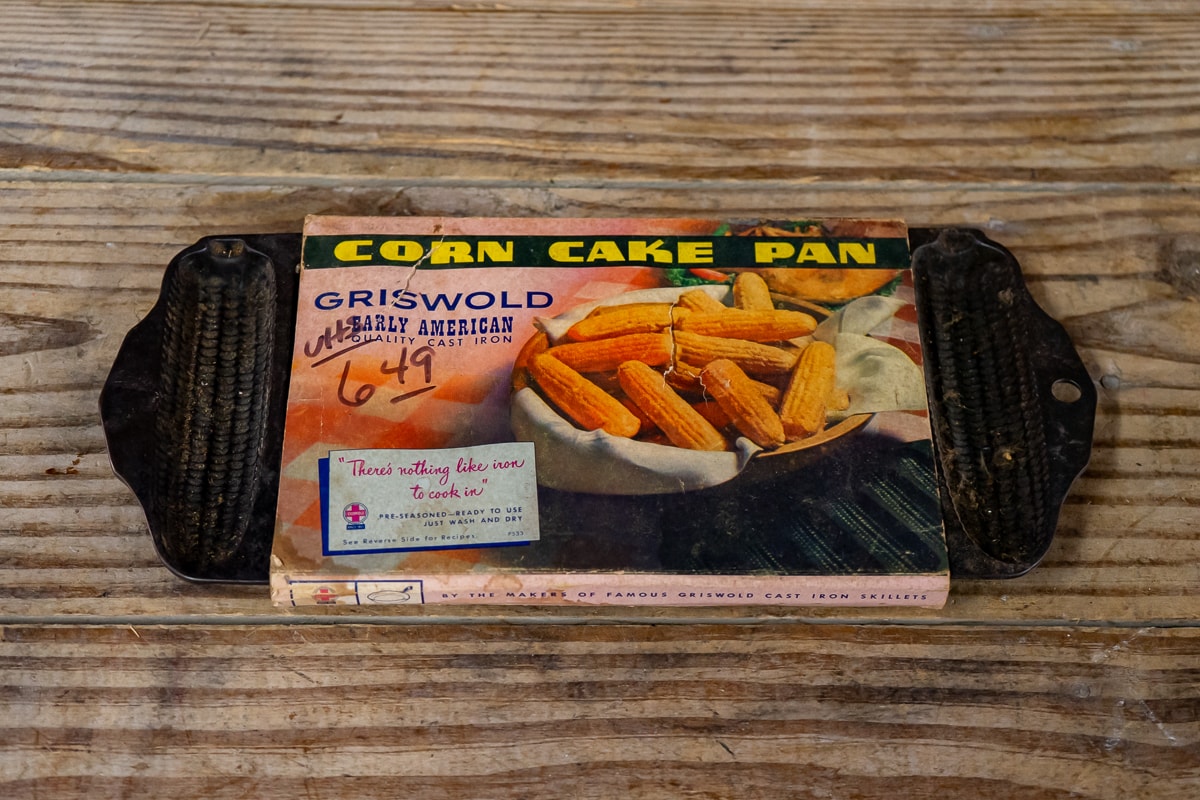 CORN CAKE PAN
GRISWOLD
EARLY AMERICAN
QUALITY CAST IRON
6 49
"There's nothing like iron
to cook in"
PRE-SEASONED—READY TO USE
JUST WASH AND DRY
See Reverse Side for Recipes.
BY THE MAKERS OF FAMOUS GRISWOLD CAST IRON SKILLETS